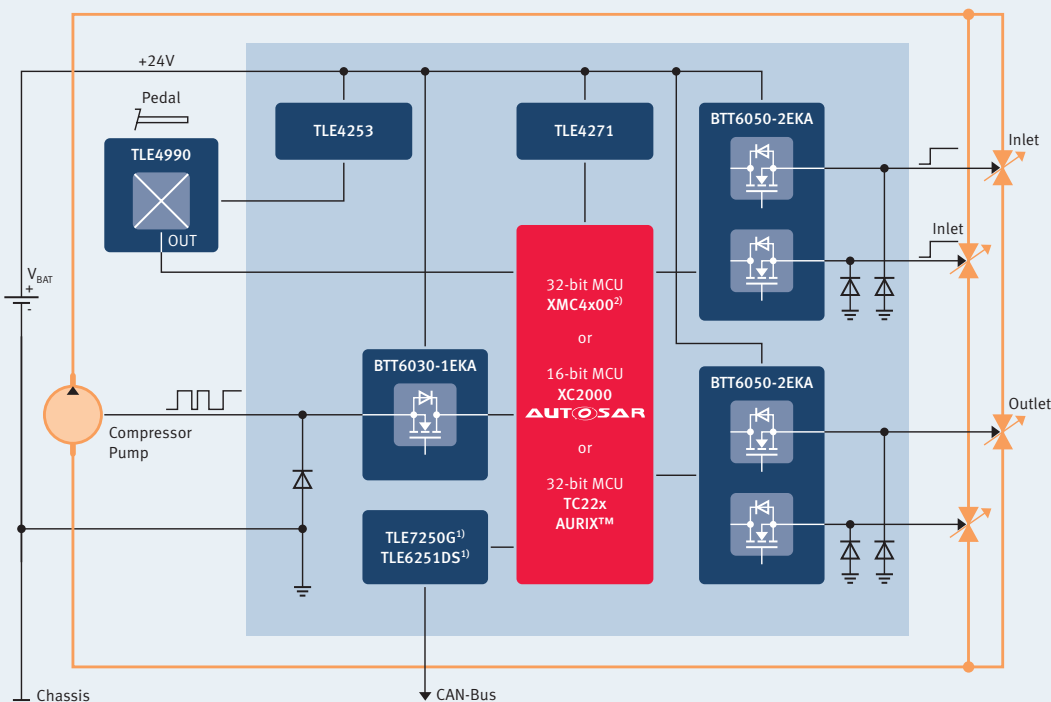 +24V
Pedal
TLE4990
OUT
TLE4253
TLE4271
BTT6050-2EKA
Inlet
Inlet
V_BAT
+
-
32-bit MCU
XMC4x00²⁾
or
16-bit MCU
XC2000
AUTOSAR
or
32-bit MCU
TC22x
AURIX™
BTT6030-1EKA
BTT6050-2EKA
Outlet
Compressor
Pump
TLE7250G¹⁾
TLE6251DS¹⁾
Chassis
CAN-Bus